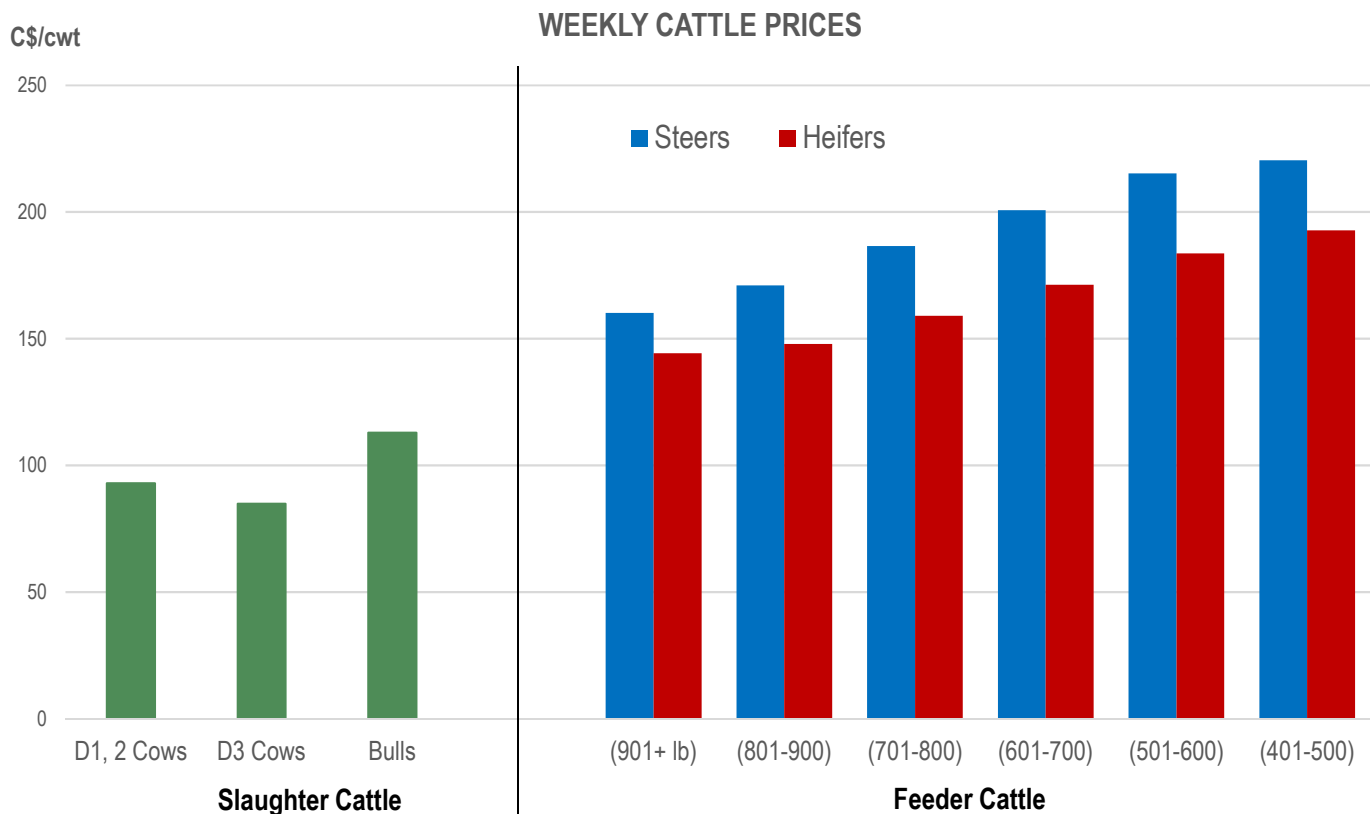 WEEKLY CATTLE PRICES
C$/cwt
250
200
150
100
50
0
Steers Heifers
D1, 2 Cows D3 Cows Bulls (901+ lb) (801-900) (701-800) (601-700) (501-600) (401-500)
Slaughter Cattle Feeder Cattle